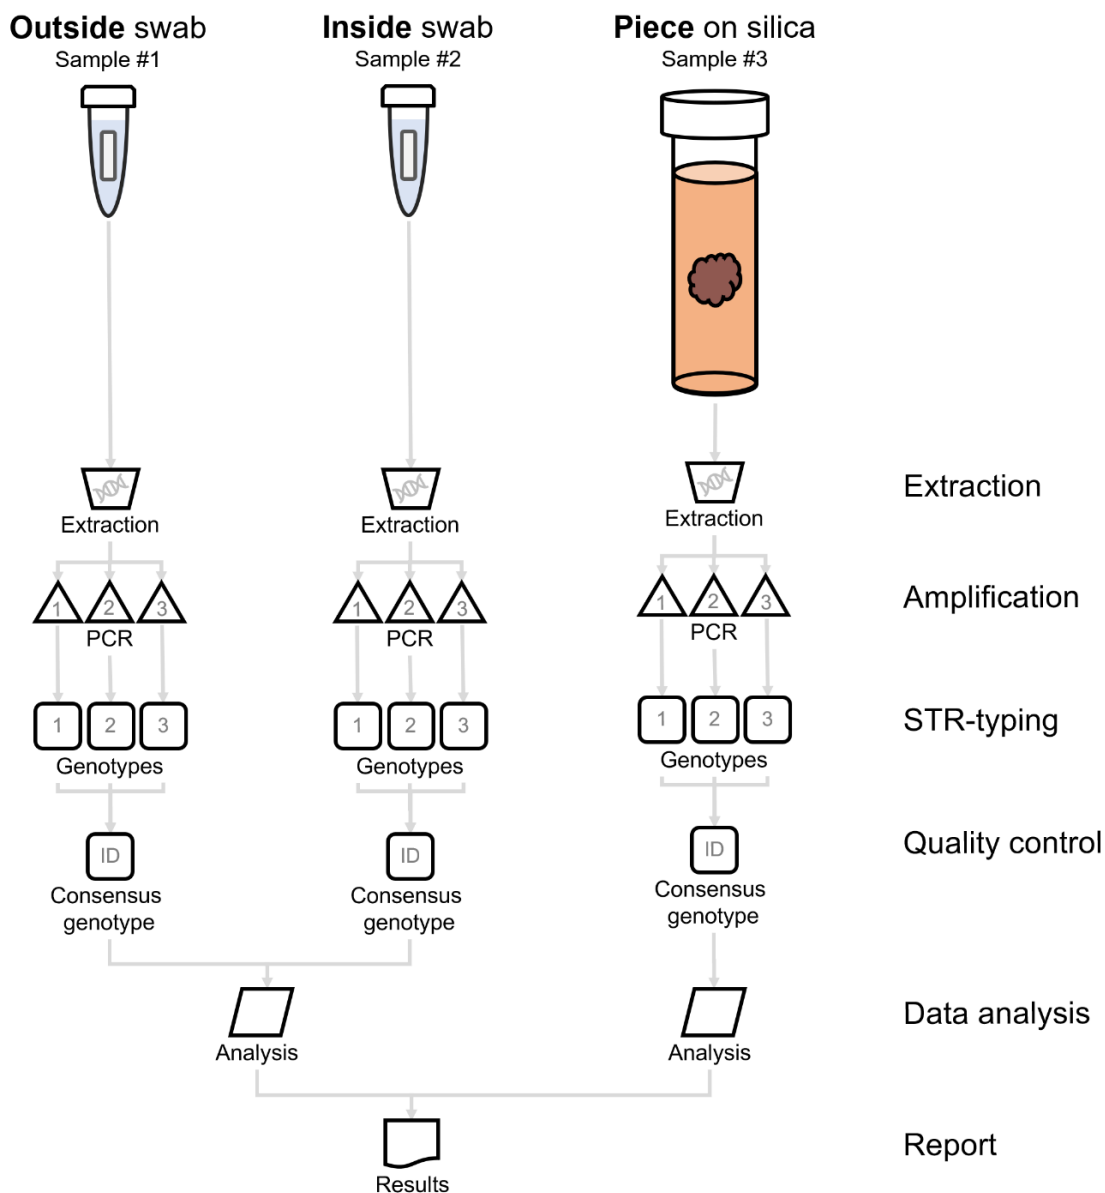 Outside swab
Sample #1
Inside swab
Sample #2
Piece on silica
Sample #3
Extraction
Extraction
Extraction
Extraction
1 2 3
PCR
1 2 3
PCR
1 2 3
PCR
Amplification
1 2 3
Genotypes
1 2 3
Genotypes
1 2 3
Genotypes
STR-typing
ID
Consensus
genotype
ID
Consensus
genotype
ID
Consensus
genotype
Quality control
Analysis
Analysis
Data analysis
Results
Report